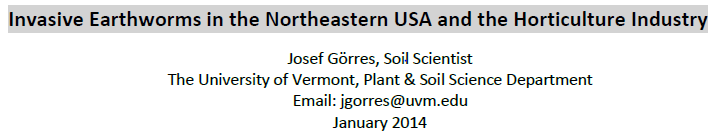 Invasive Earthworms in the Northeastern USA and the Horticulture Industry
Josef Görres, Soil Scientist
The University of Vermont, Plant & Soil Science Department
Email: jgorres@uvm.edu
January 2014